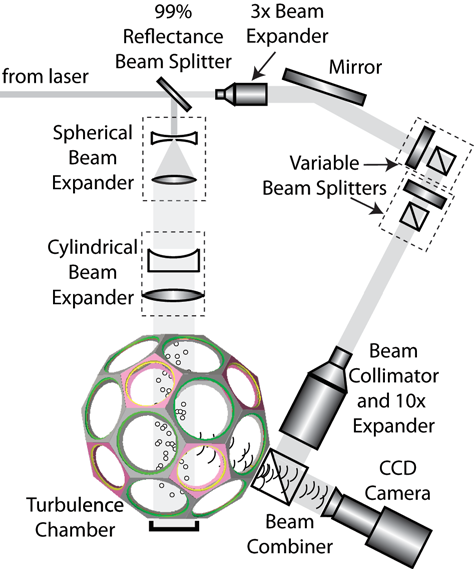 99%
Reflectance
Beam Splitter
3x Beam
Expander
from laser
Mirror
Spherical
Beam
Expander
Variable
Beam Splitters
Cylindrical
Beam
Expander
Beam
Collimator
and 10x
Expander
CCD
Camera
Turbulence
Chamber
Beam
Combiner